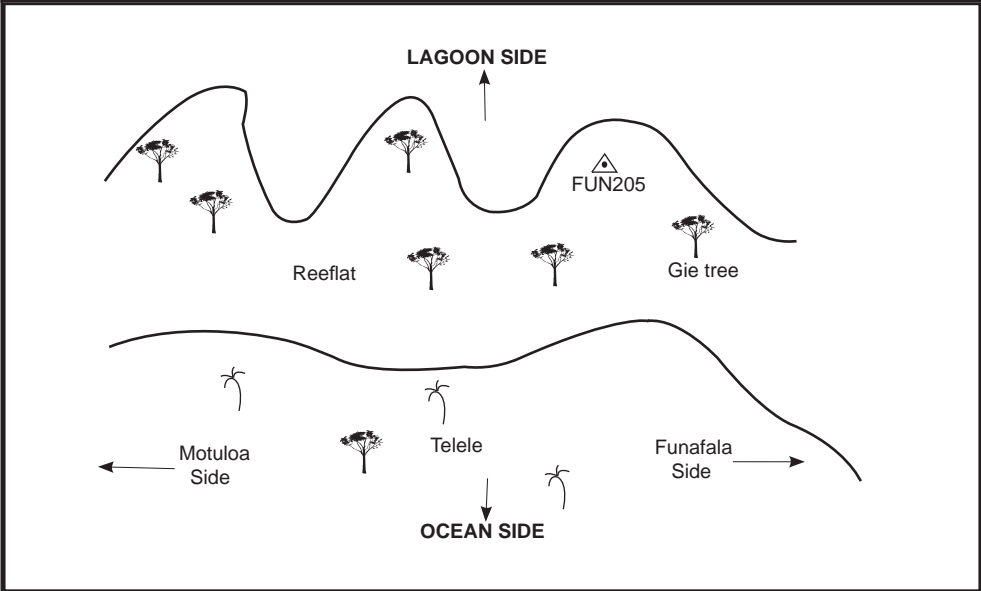 LAGOON SIDE
FUN205
Reeflat
Gie tree
Motuloa
Side
Telele
Funafala
Side
OCEAN SIDE